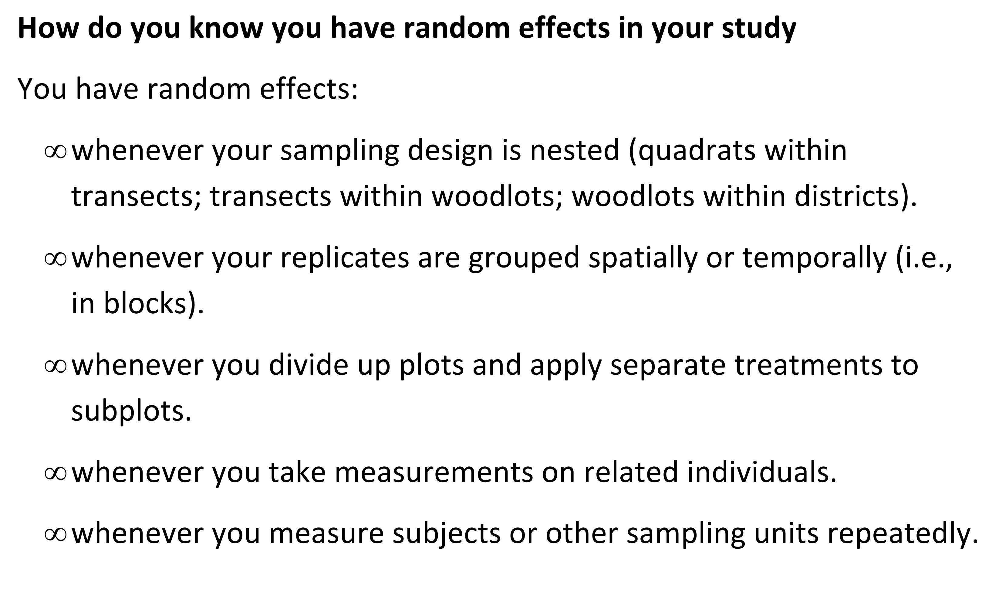 How do you know you have random effects in your study
You have random effects:
∞ whenever your sampling design is nested (quadrats within
transects; transects within woodlots; woodlots within districts).
∞ whenever your replicates are grouped spatially or temporally (i.e.,
in blocks).
∞ whenever you divide up plots and apply separate treatments to
subplots.
∞ whenever you take measurements on related individuals.
∞ whenever you measure subjects or other sampling units repeatedly.